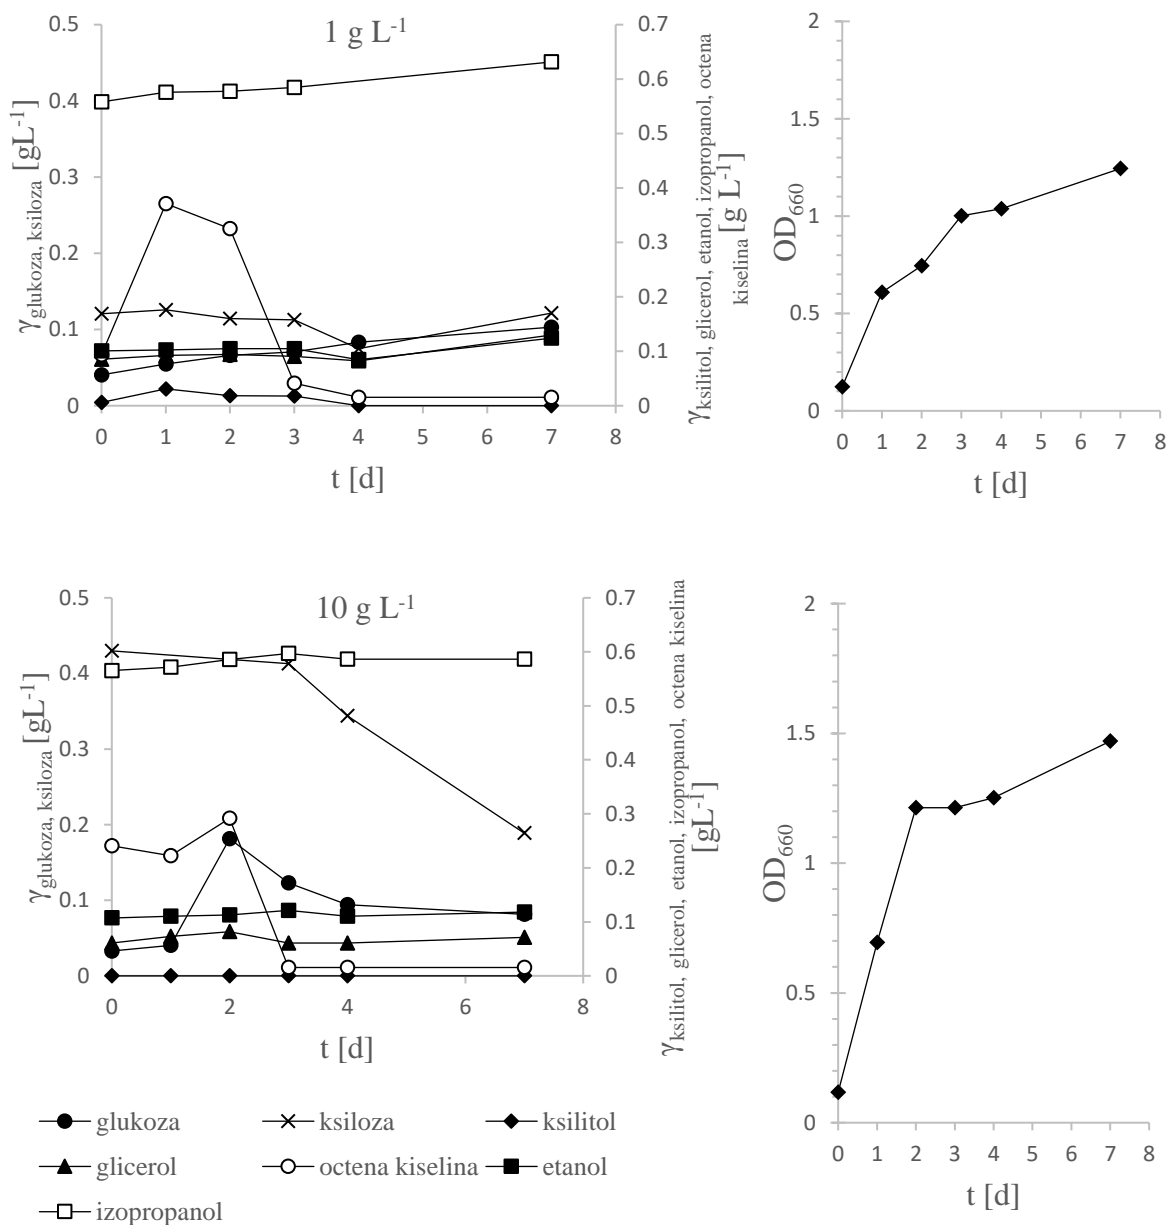 1 g L-1
0.5
0.4
0.3
0.2
0.1
0
0.7
0.6
0.5
0.4
0.3
0.2
0.1
0
0 1 2 3 4 5 6 7 8
t [d]
γglukoza, ksiloza [gL-1]
γksilitol, glicerol, etanol, izopropanol, octena
kiselina [g L-1]
2
1.5
1
0.5
0
0 1 2 3 4 5 6 7 8
t [d]
OD660
10 g L-1
0.5
0.4
0.3
0.2
0.1
0
0.7
0.6
0.5
0.4
0.3
0.2
0.1
0
0 2 4 6 8
t [d]
γglukoza, ksiloza [gL-1]
γksilitol, glicerol, etanol, izopropanol, octena kiselina
[gL-1]
2
1.5
1
0.5
0
0 1 2 3 4 5 6 7 8
t [d]
OD660
glukoza ksiloza ksilitol
glicerol octena kiselina etanol
izopropanol